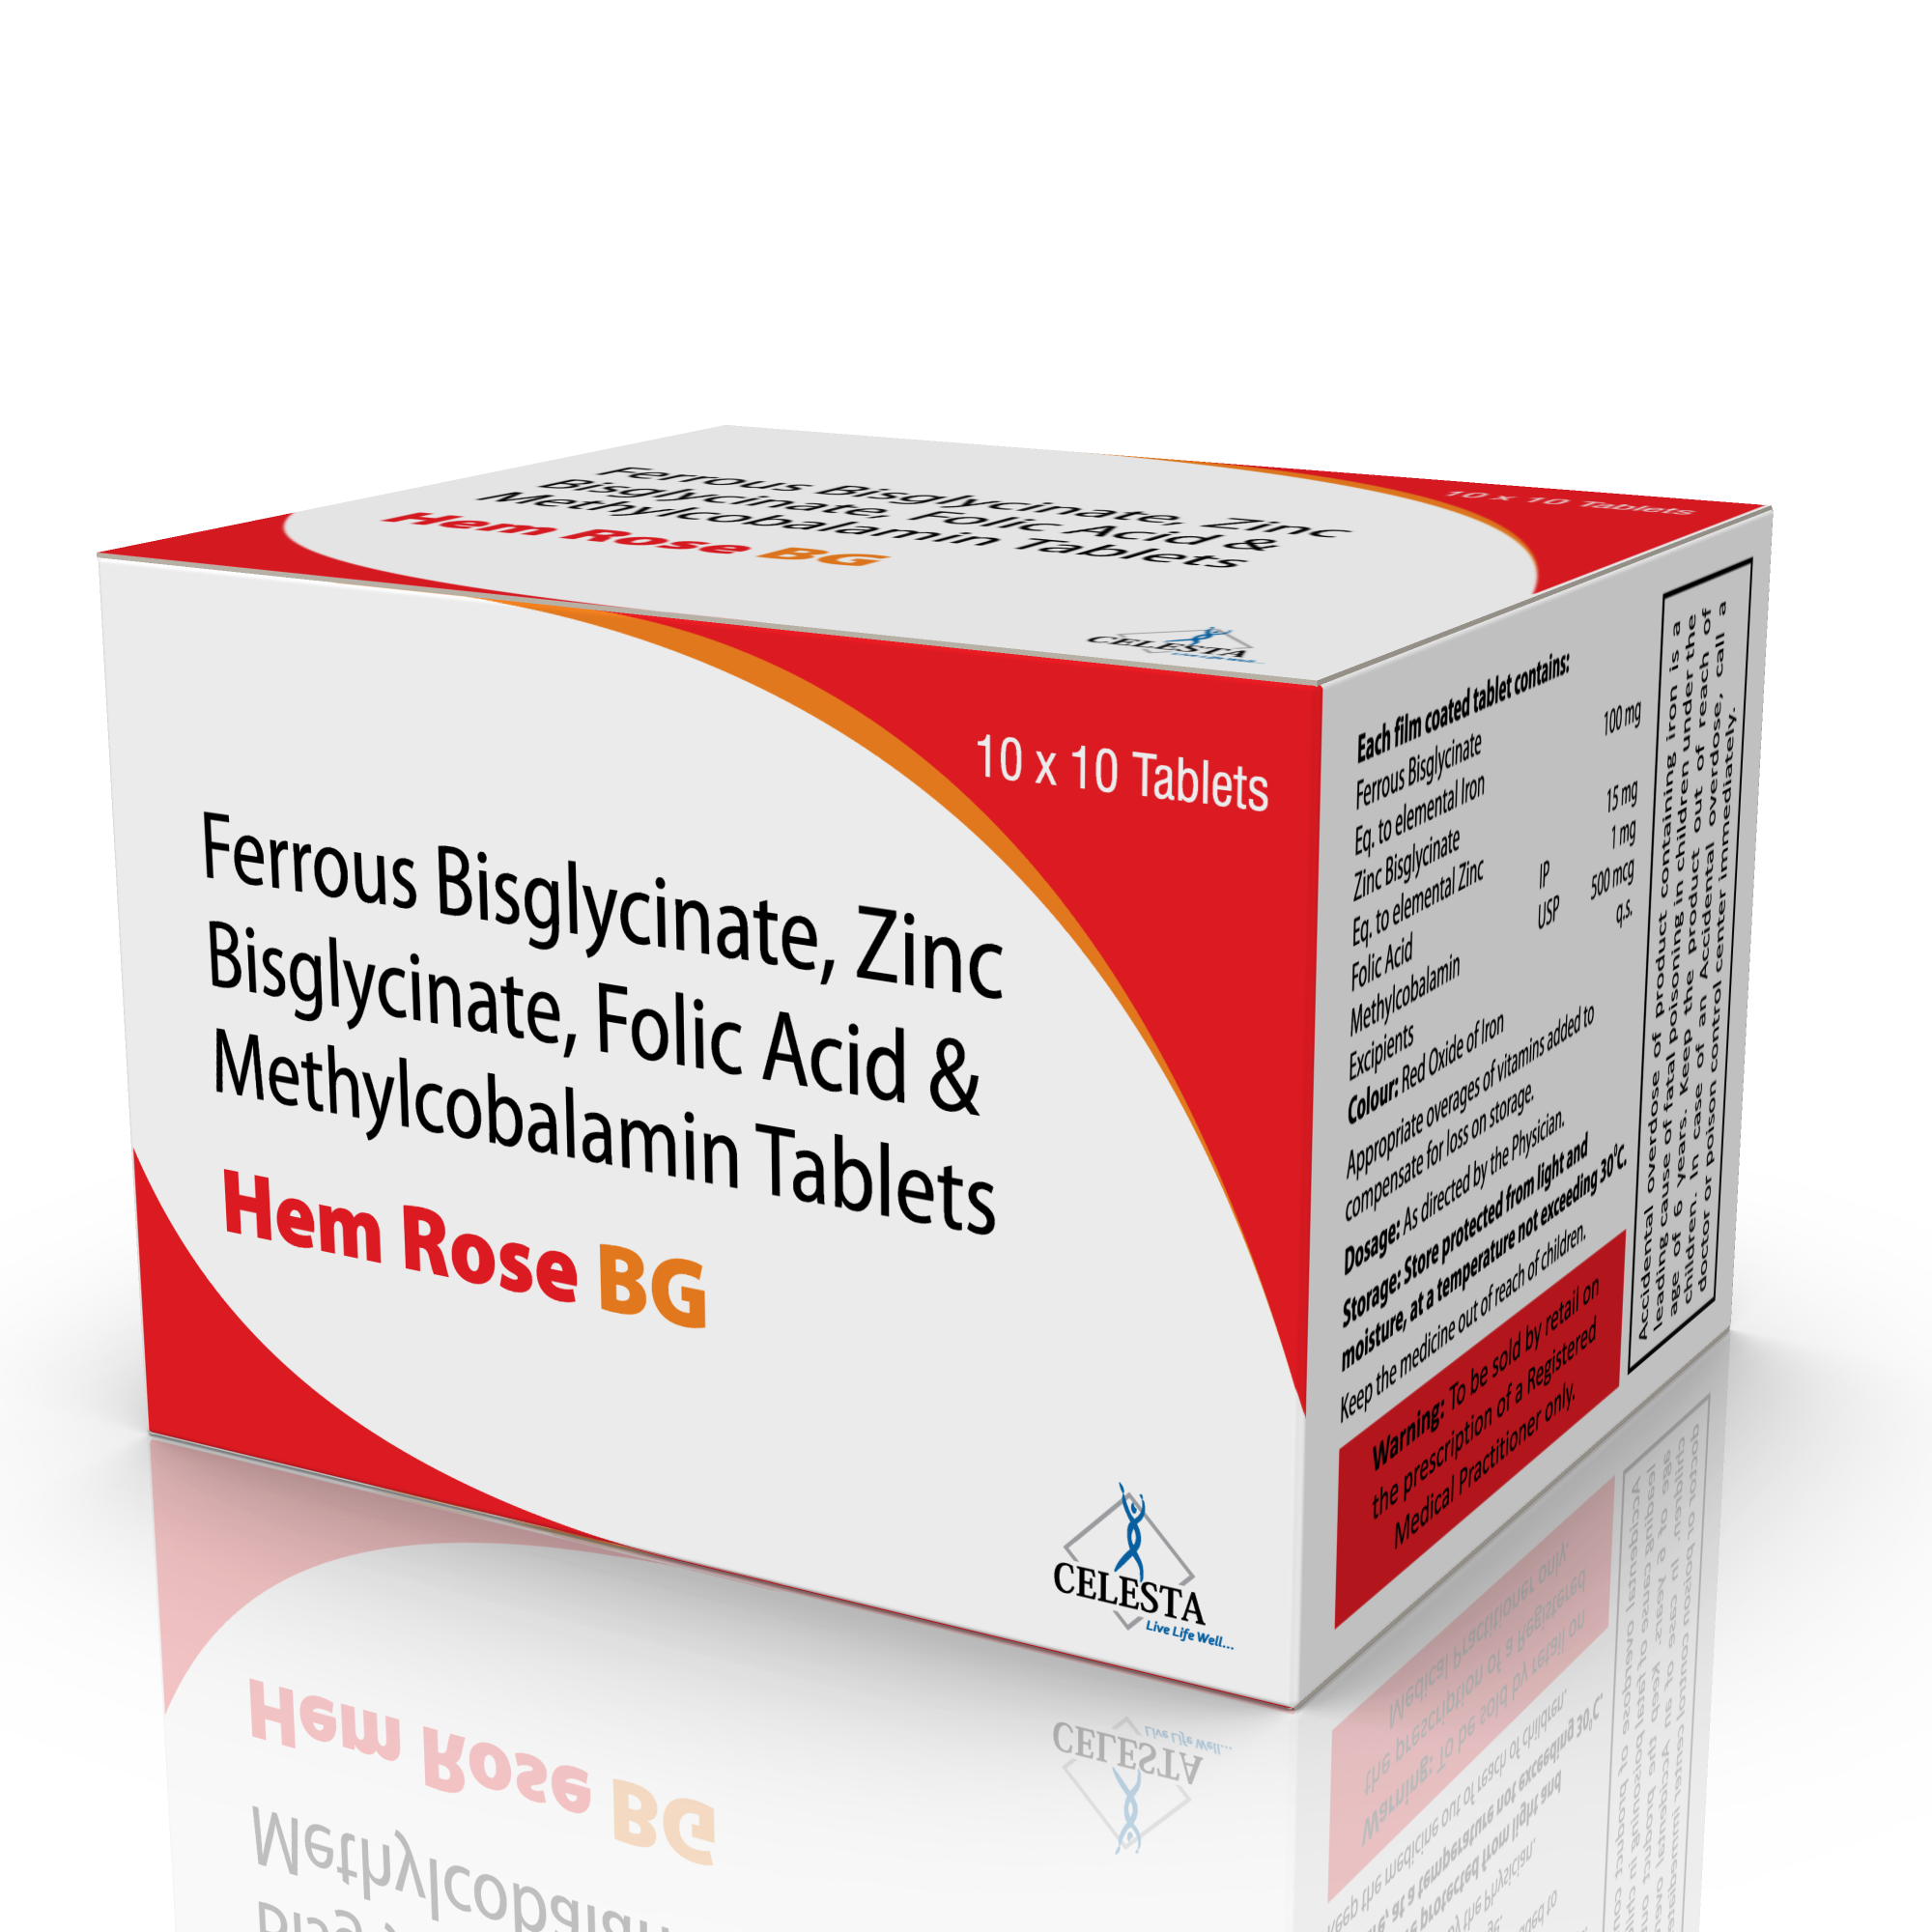 Ferrous Bisglycinate, Zinc
Bisglycinate, Folic Acid &
Methylcobalamin Tablets
Hem Rose BG
10 x 10 Tablets
CELESTA
10 x 10 Tablets
Ferrous Bisglycinate, Zinc
Bisglycinate, Folic Acid &
Methylcobalamin Tablets
Hem Rose BG
CELESTA
Live Life Well...
Each film coated tablet contains:
Ferrous Bisglycinate
Eq. to elemental Iron 100 mg
Zinc Bisglycinate
Eq. to elemental Zinc 15 mg
Folic Acid IP 1 mg
Methylcobalamin USP 500 mcg
Excipients q.s.
Colour: Red Oxide of Iron
Appropriate overages of vitamins added to
compensate for loss on storage.
Dosage: As directed by the Physician.
Storage: Store protected from light and
moisture, at a temperature not exceeding 30°C.
Keep the medicine out of reach of children.
Warning: To be sold by retail on
the prescription of a Registered
Medical Practitioner only.
Accidental overdose of product containing iron is a
leading cause of fatal poisoning in children under the
age of 6 years. Keep the product out of reach of
children. In case of an Accidental overdose, call a
doctor or poison control center immediately.